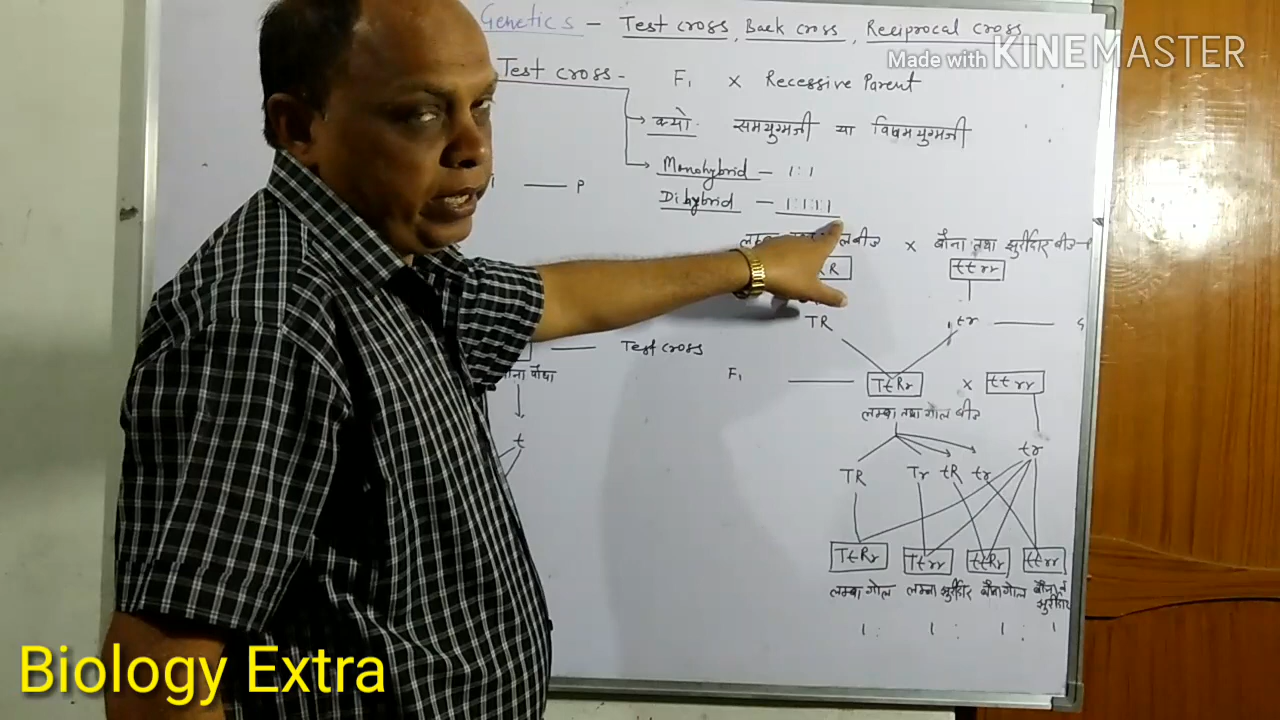 Genetics - Test cross, Back cross, Reciprocal cross
Made with KINEMASTER
Test cross - F1 × Recessive Parent
क्यो समयुग्मजी या विषमयुग्मजी
Monohybrid - 1:1
P
Dihybrid - 1:1:1:1
बीज × बौना तथा झुर्रीदार बीज - P
R ttrr
TR tr G
Test cross
बौना पौधा
F1 TtRr × ttrr
लम्बा तथा गोल बीज
t
tr
TR Tr tR tr
TtRr Ttrr ttRr ttrr
लम्बा गोल लम्बा झुर्रीदार बौना गोल बौना व झुर्रीदार
1 : 1 : 1 : 1
Biology Extra